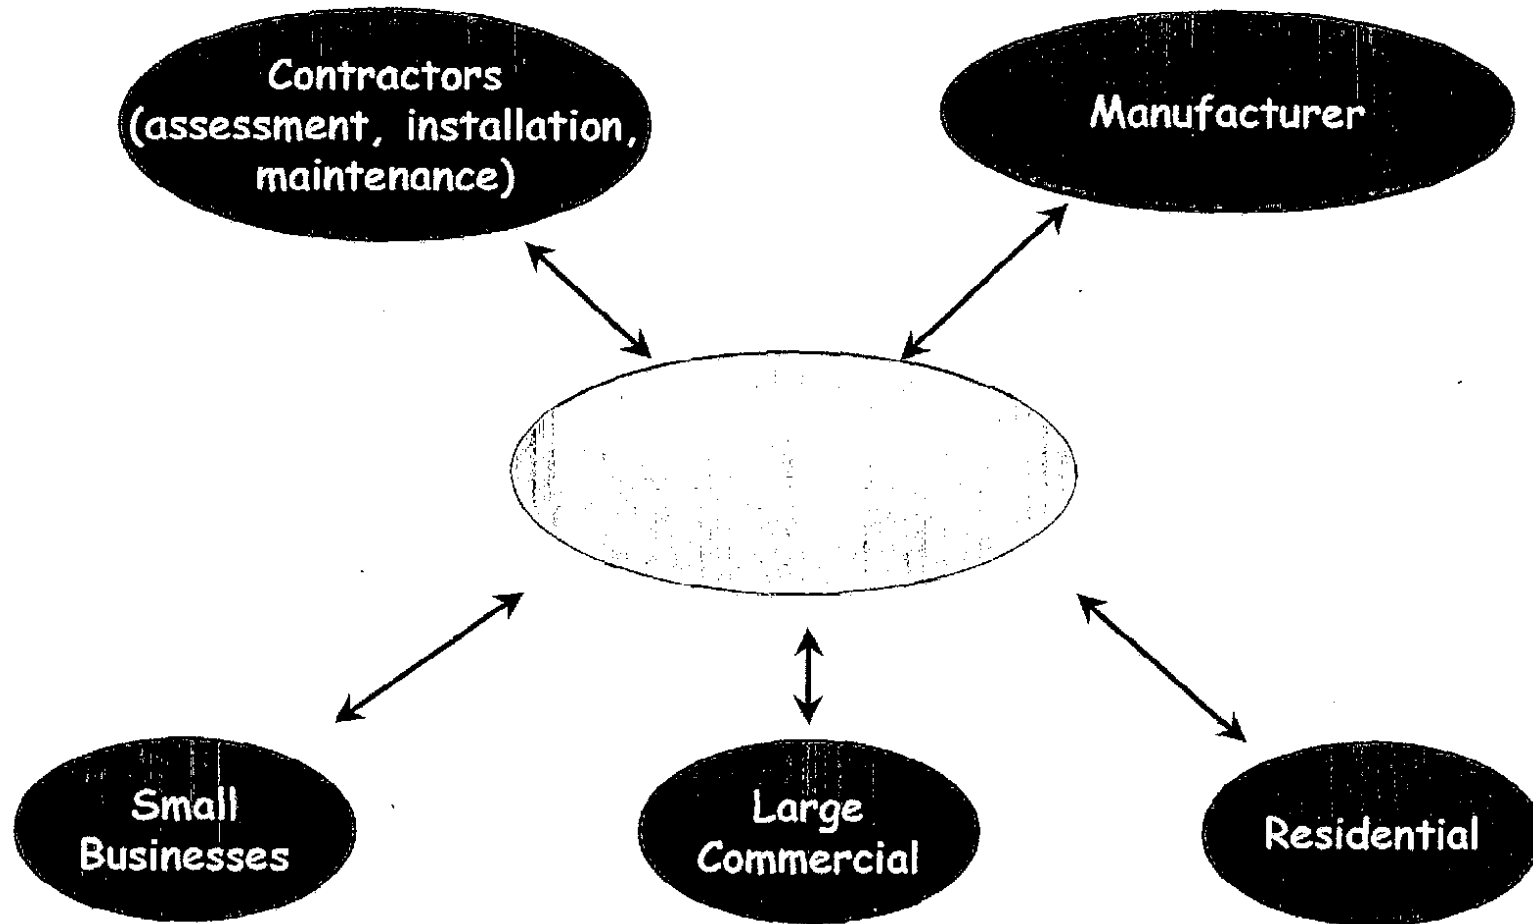 Contractors
(assessment, installation,
maintenance)
Manufacturer
Small
Businesses
Large
Commercial
Residential